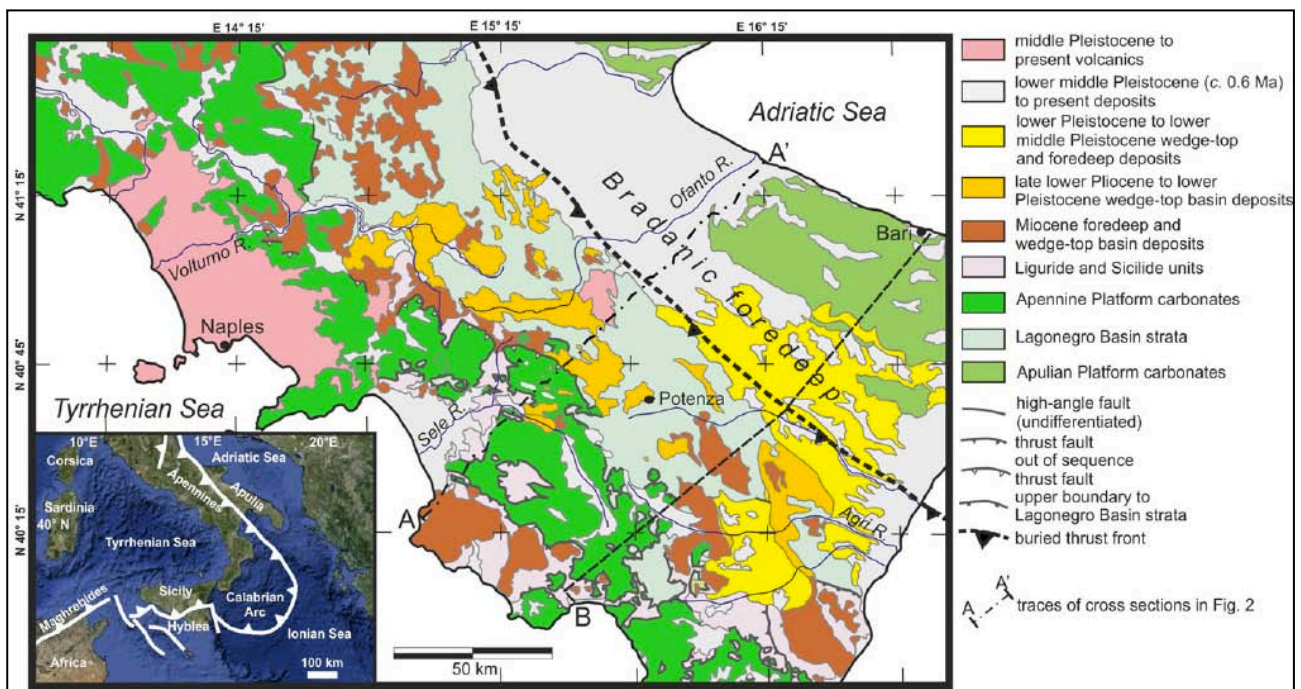 E 14° 15'
E 15° 15'
E 16° 15'
N 41° 15'
N 40° 45'
N 40° 15'
Adriatic Sea
A'
Ofanto R.
Bradanic foredeep
Bari
Volturno R.
Naples
Tyrrhenian Sea
Potenza
Sele R.
A
Agri R.
B
50 km
10°E
15°E
20°E
Corsica
Adriatic Sea
Apennines
Apulia
Sardinia
40° N
Tyrrhenian Sea
Sicily
Calabrian
Arc
Maghrebides
Hyblea
Ionian Sea
Africa
100 km
middle Pleistocene to
present volcanics
lower middle Pleistocene (c. 0.6 Ma)
to present deposits
lower Pleistocene to lower
middle Pleistocene wedge-top
and foredeep deposits
late lower Pliocene to lower
Pleistocene wedge-top basin deposits
Miocene foredeep and
wedge-top basin deposits
Liguride and Sicilide units
Apennine Platform carbonates
Lagonegro Basin strata
Apulian Platform carbonates
high-angle fault
(undifferentiated)
thrust fault
out of sequence
thrust fault
upper boundary to
Lagonegro Basin strata
buried thrust front
A'
A
traces of cross sections in Fig. 2